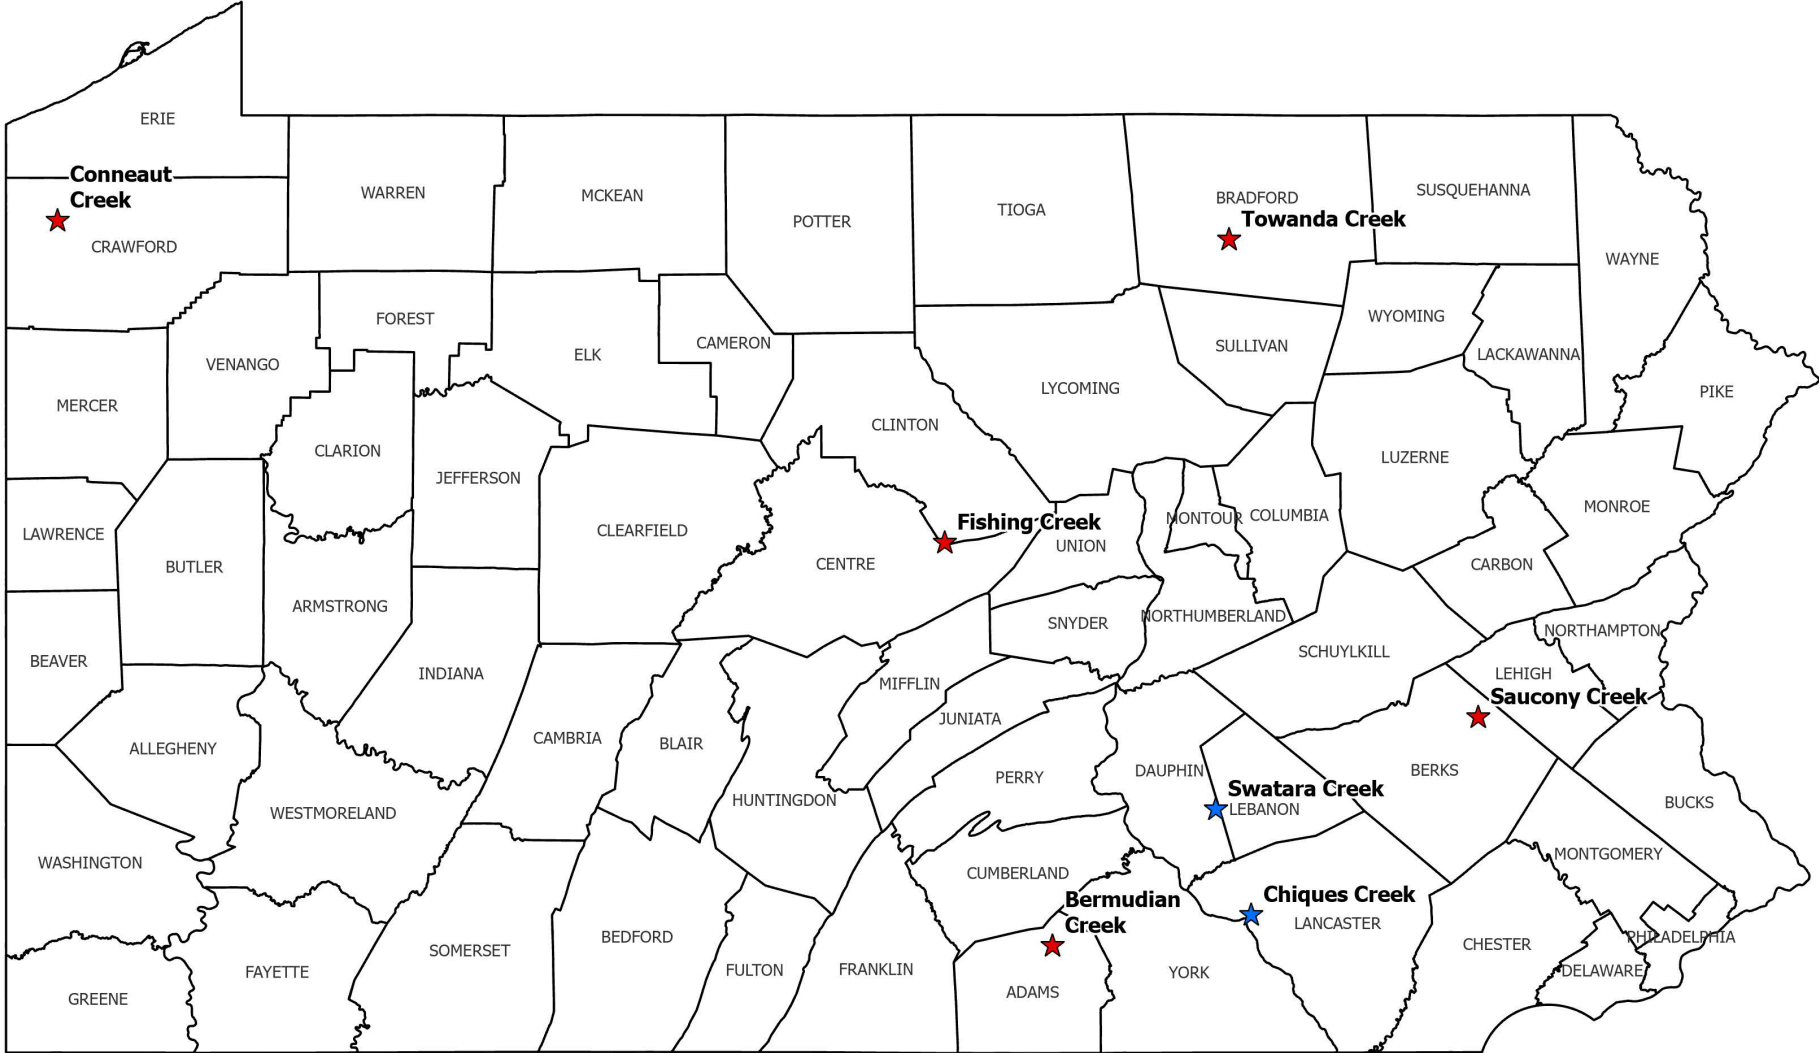 ERIE
Conneaut
Creek
CRAWFORD
WARREN
MCKEAN
POTTER
TIOGA
BRADFORD
Towanda Creek
SUSQUEHANNA
WAYNE
FOREST
VENANGO
ELK
CAMERON
SULLIVAN
WYOMING
LACKAWANNA
PIKE
MERCER
CLARION
JEFFERSON
CLINTON
LYCOMING
LUZERNE
LAWRENCE
BUTLER
CLEARFIELD
CENTRE
Fishing Creek
UNION
MONTOUR
COLUMBIA
MONROE
CARBON
ARMSTRONG
SNYDER
NORTHUMBERLAND
NORTHAMPTON
BEAVER
INDIANA
MIFFLIN
SCHUYLKILL
LEHIGH
Saucony Creek
JUNIATA
ALLEGHENY
CAMBRIA
BLAIR
PERRY
DAUPHIN
BERKS
HUNTINGDON
Swatara Creek
LEBANON
BUCKS
WESTMORELAND
WASHINGTON
CUMBERLAND
MONTGOMERY
Bermudian
Creek
Chiques Creek
LANCASTER
SOMERSET
BEDFORD
CHESTER
PHILADELPHIA
GREENE
FAYETTE
FULTON
FRANKLIN
ADAMS
YORK
DELAWARE